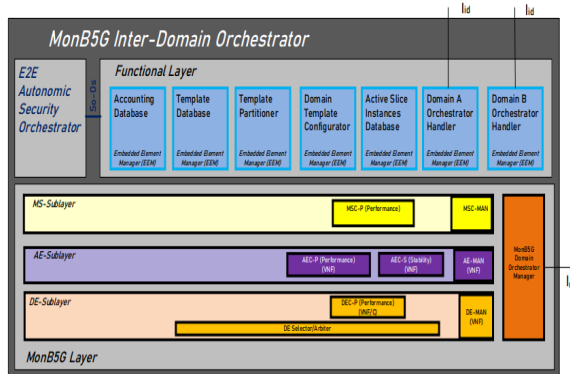 Iid
Iid
MonB5G Inter-Domain Orchestrator
E2E
Autonomic
Security
Orchestrator
So-Os
Functional Layer
Accounting
Database
Embedded Element
Manager (EEM)
Template
Database
Embedded Element
Manager (EEM)
Template
Partitioner
Embedded Element
Manager (EEM)
Domain
Template
Configurator
Embedded Element
Manager (EEM)
Active Slice
Instances
Database
Embedded Element
Manager (EEM)
Domain A
Orchestrator
Handler
Embedded Element
Manager (EEM)
Domain B
Orchestrator
Handler
Embedded Element
Manager (EEM)
MS-Sublayer
MSC-P (Performance)
MSC-MAN
AE-Sublayer
AEC-P (Performance)
(VNF)
AEC-S (Stability)
(VNF)
AE-MAN
(VNF)
DE-Sublayer
DEC-P (Performance)
(VNF/C)
DE Selector/Arbiter
DE-MAN
(VNF)
MonB5G
Domain
Orchestrator
Manager
MonB5G Layer